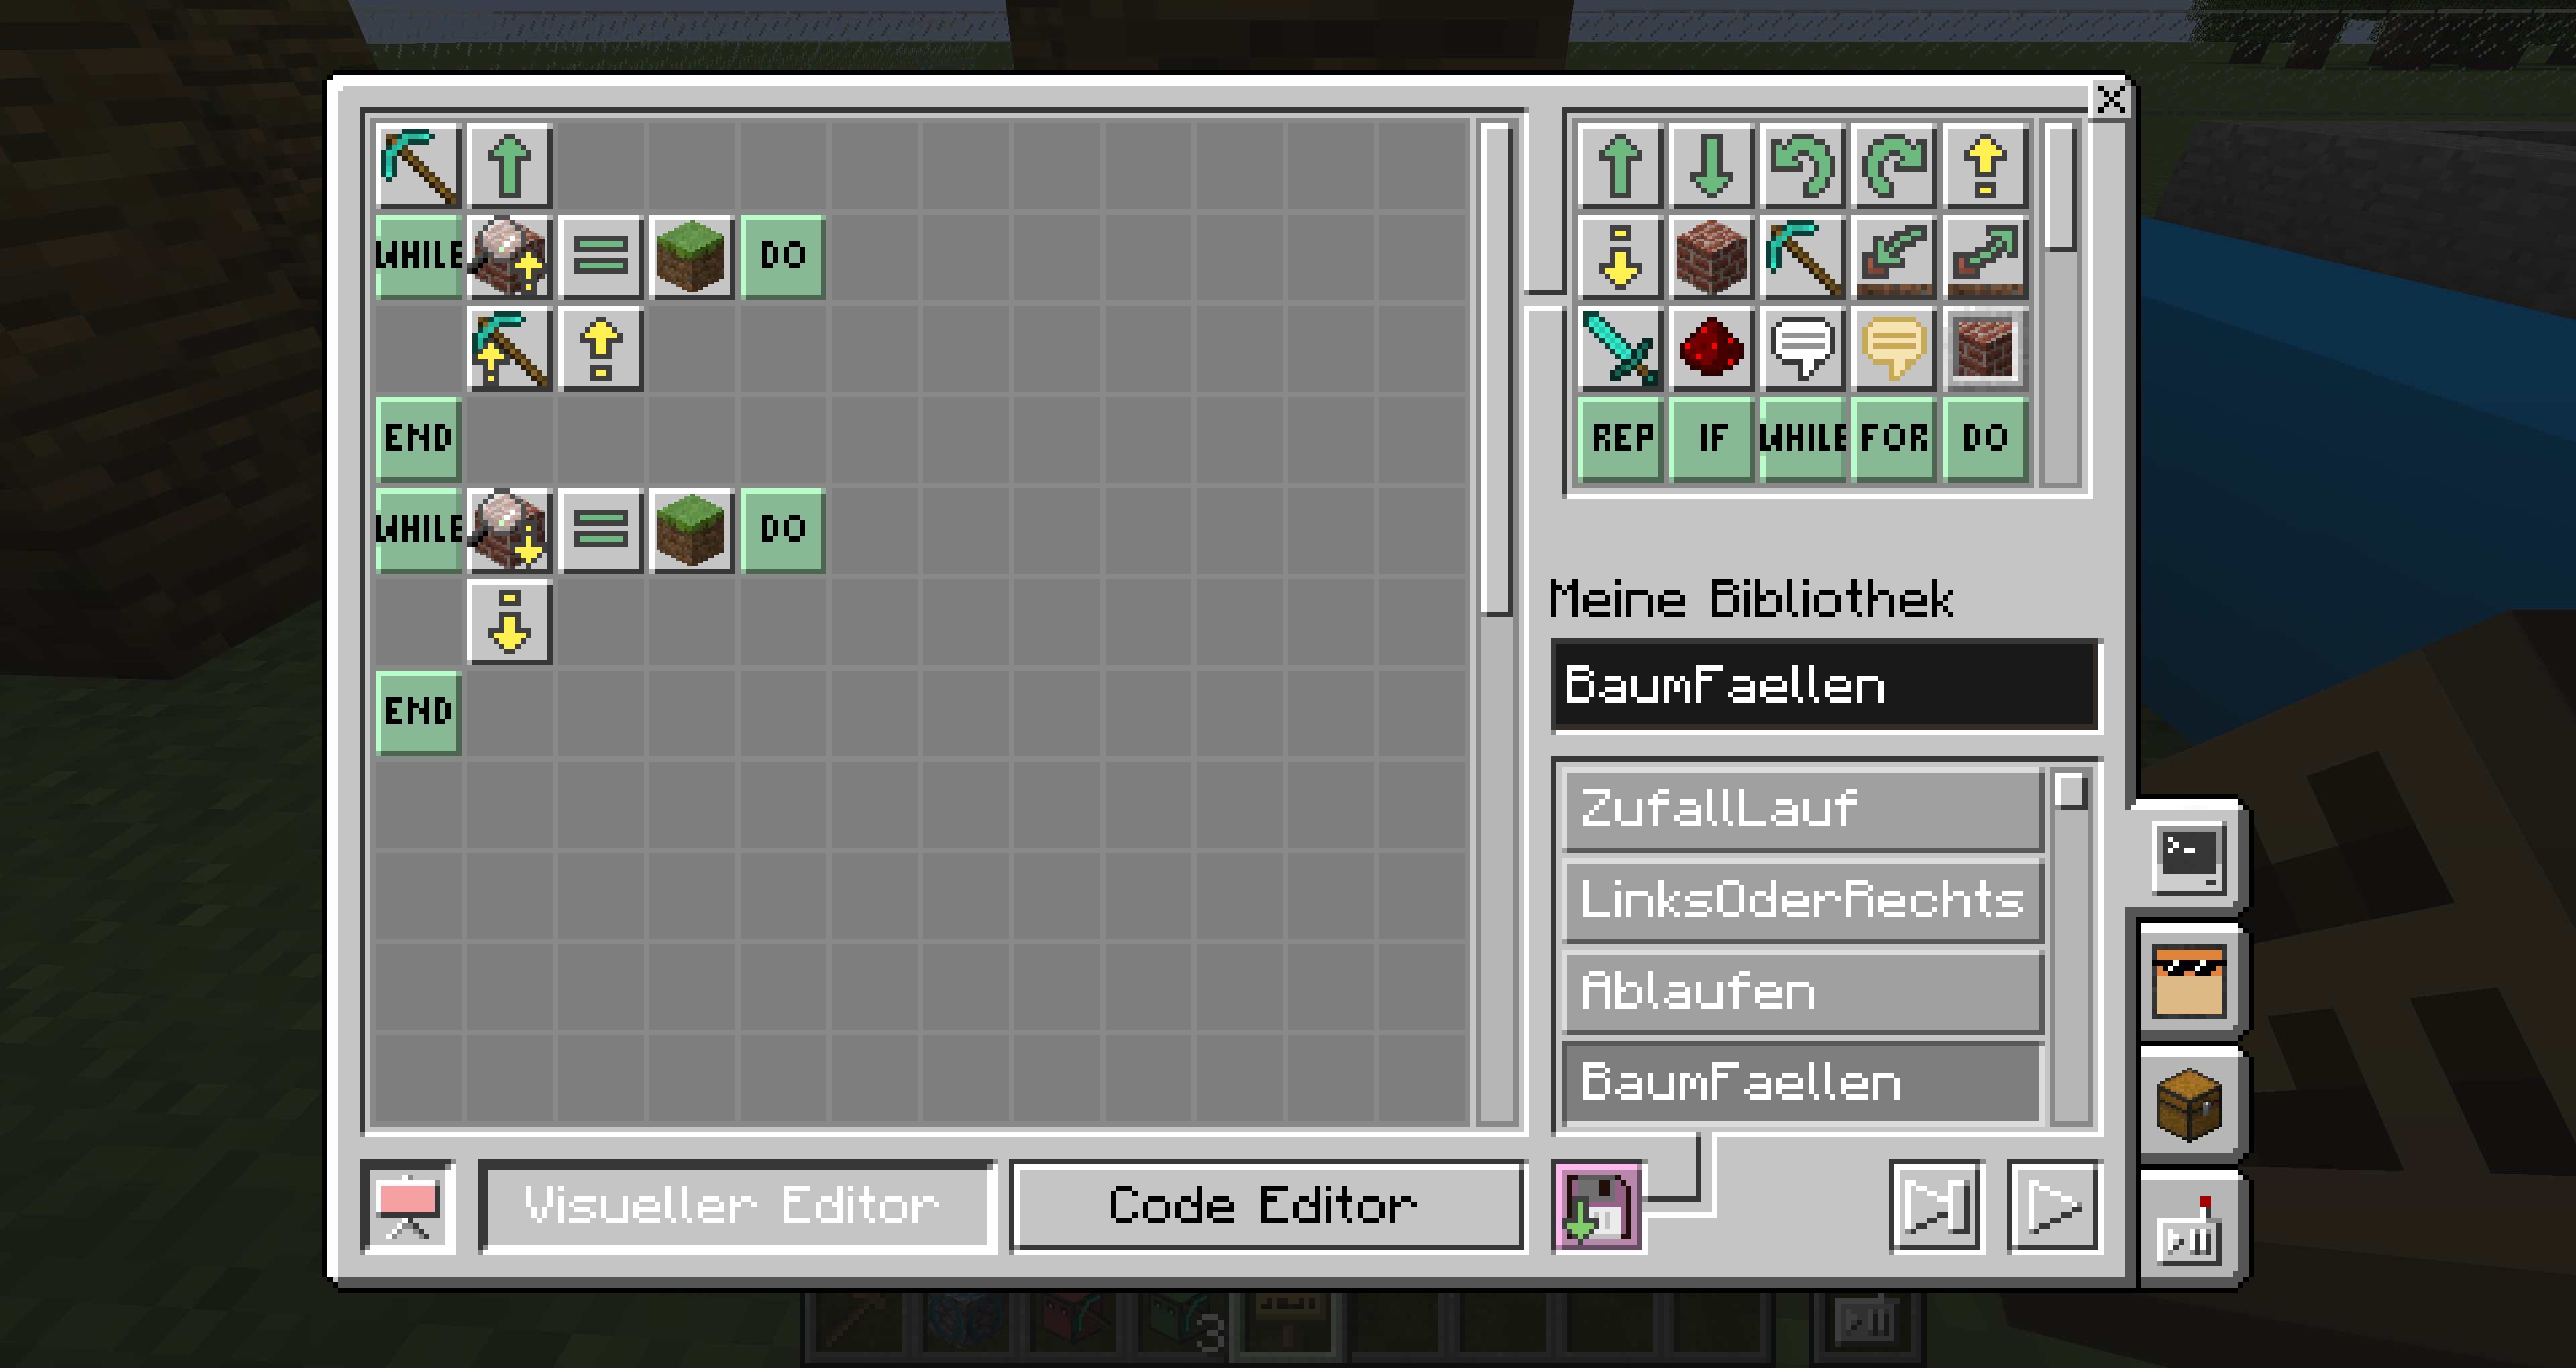 WHILE DO
END
WHILE DO
END
REP IF WHILE FOR DO
Meine Bibliothek
BaumFaellen
ZufallLauf
LinksOderRechts
Ablaufen
BaumFaellen
Visueller Editor
Code Editor
3